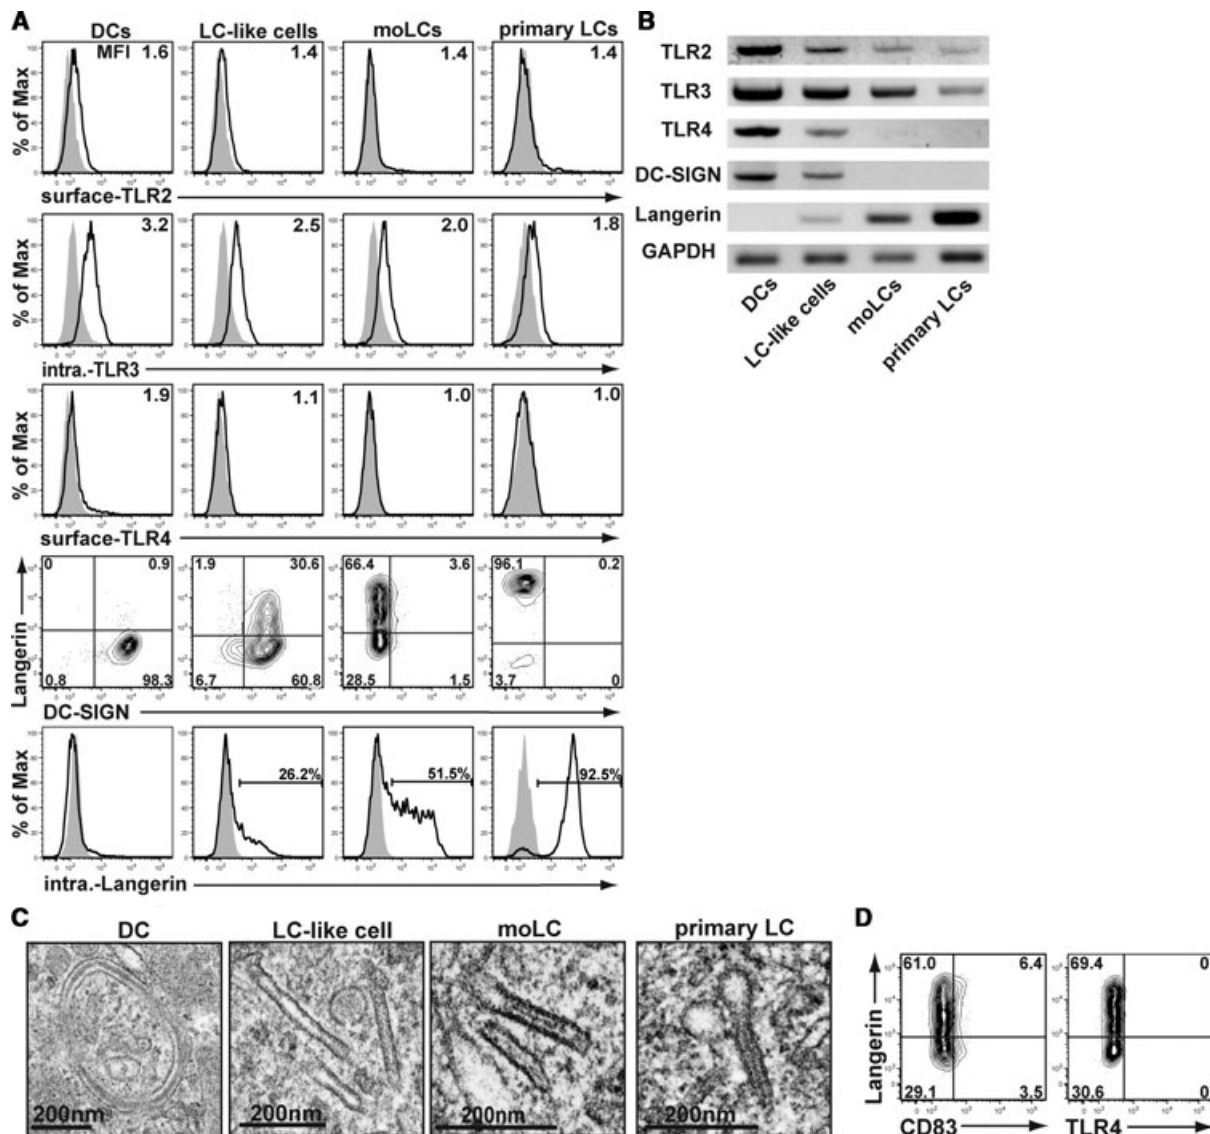 A
DCs LC-like cells moLCs primary LCs
MFI 1.6 1.4 1.4 1.4
% of Max
surface-TLR2
3.2 2.5 2.0 1.8
% of Max
intra.-TLR3
1.9 1.1 1.0 1.0
% of Max
surface-TLR4
0 0.9 1.9 30.6 66.4 3.6 96.1 0.2
Langerin
0.8 98.3 6.7 60.8 28.5 1.5 3.7 0
DC-SIGN
26.2% 51.5% 92.5%
% of Max
intra.-Langerin
B
TLR2
TLR3
TLR4
DC-SIGN
Langerin
GAPDH
DCs
LC-like cells
moLCs
primary LCs
C
DC LC-like cell moLC primary LC
200nm 200nm 200nm 200nm
D
61.0 6.4 69.4 0
Langerin
29.1 3.5 30.6 0
CD83 TLR4